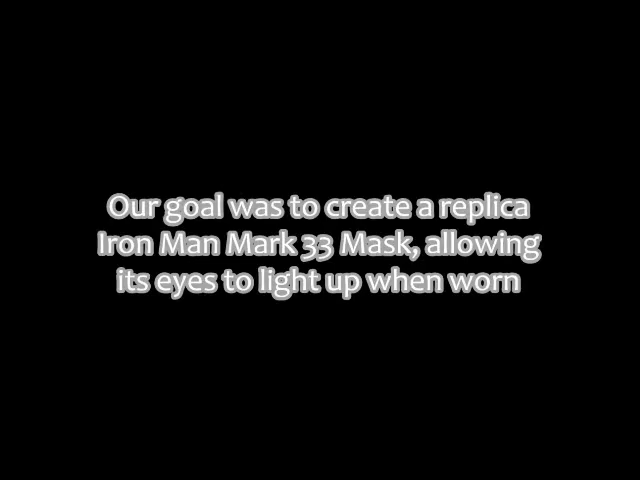 Our goal was to create a replica
Iron Man Mark 33 Mask, allowing
its eyes to light up when worn